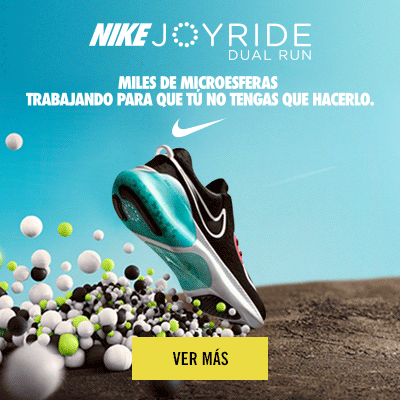 NIKE JOYRIDE
DUAL RUN
MILES DE MICROESFERAS
TRABAJANDO PARA QUE TÚ NO TENGAS QUE HACERLO.
VER MÁS